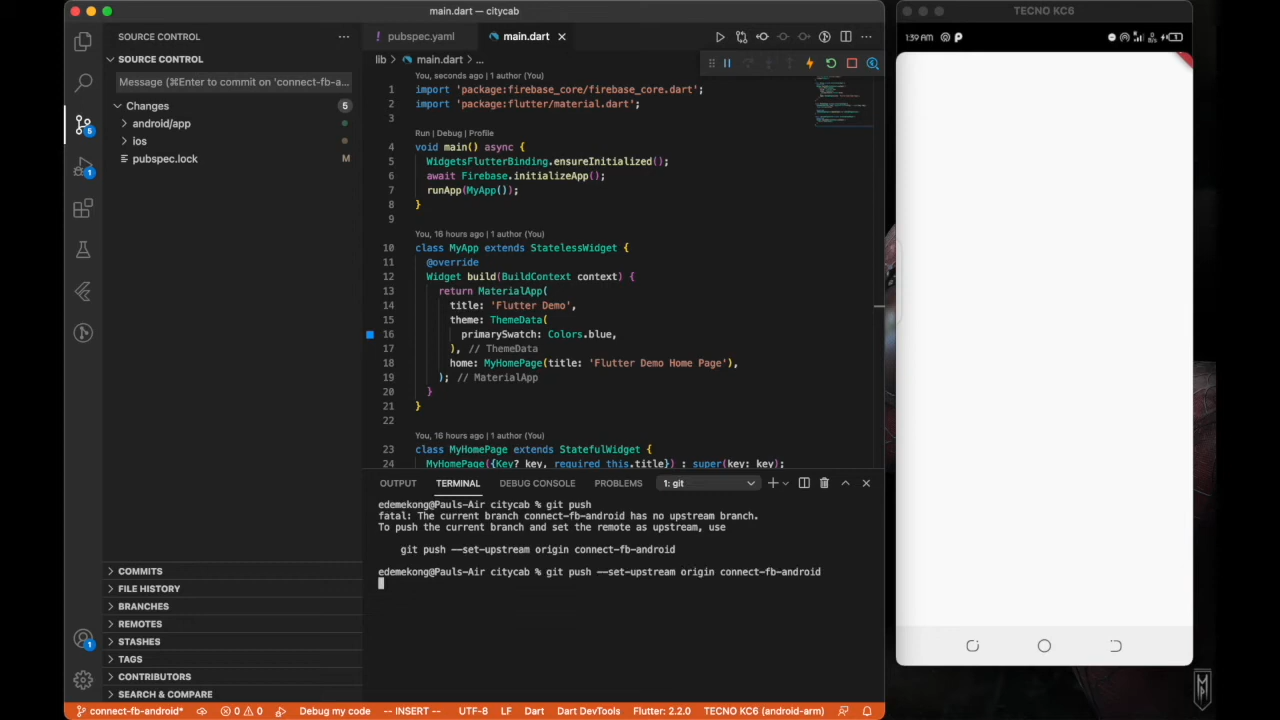 main.dart — citycab
TECNO KC6
1:39 AM
SOURCE CONTROL
pubspec.yaml
main.dart
SOURCE CONTROL
lib > main.dart > ...
Message (⌘Enter to commit on 'connect-fb-a...
Changes 5
android/app
ios
pubspec.lock M
You, seconds ago | 1 author (You)
1 import 'package:firebase_core/firebase_core.dart';
2 import 'package:flutter/material.dart';
3
Run | Debug | Profile
4 void main() async {
5 WidgetsFlutterBinding.ensureInitialized();
6 await Firebase.initializeApp();
7 runApp(MyApp());
8 }
9
You, 16 hours ago | 1 author (You)
10 class MyApp extends StatelessWidget {
11 @override
12 Widget build(BuildContext context) {
13 return MaterialApp(
14 title: 'Flutter Demo',
15 theme: ThemeData(
16 primarySwatch: Colors.blue,
17 ), // ThemeData
18 home: MyHomePage(title: 'Flutter Demo Home Page'),
19 ); // MaterialApp
20 }
21 }
22
You, 16 hours ago | 1 author (You)
23 class MyHomePage extends StatefulWidget {
24 MyHomePage({Key? key, required this.title}) : super(key: key);
OUTPUT TERMINAL DEBUG CONSOLE PROBLEMS 1: git
edemekong@Pauls-Air citycab % git push
fatal: The current branch connect-fb-android has no upstream branch.
To push the current branch and set the remote as upstream, use
git push --set-upstream origin connect-fb-android
edemekong@Pauls-Air citycab % git push --set-upstream origin connect-fb-android
5
1
1
COMMITS
FILE HISTORY
BRANCHES
REMOTES
STASHES
TAGS
CONTRIBUTORS
SEARCH & COMPARE
connect-fb-android* 0 0 Debug my code -- INSERT -- UTF-8 LF Dart Dart DevTools Flutter: 2.2.0 TECNO KC6 (android-arm)